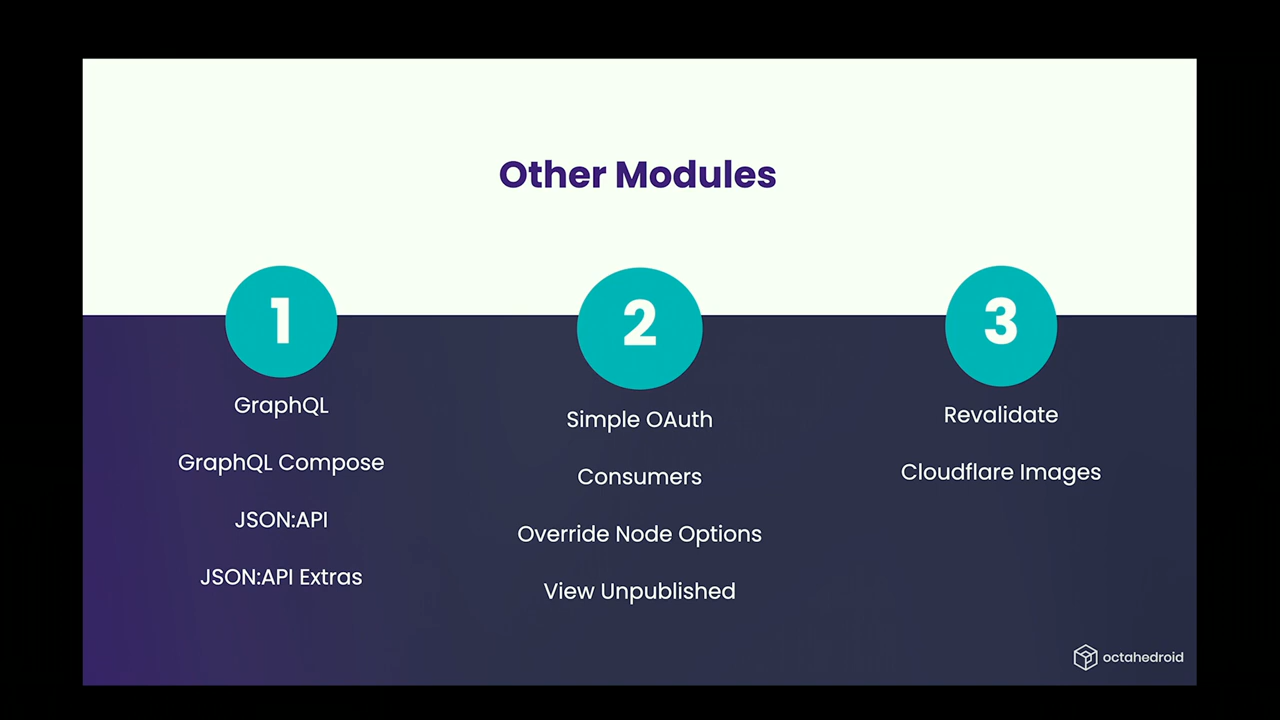 Other Modules
1
GraphQL
GraphQL Compose
JSON:API
JSON:API Extras
2
Simple OAuth
Consumers
Override Node Options
View Unpublished
3
Revalidate
Cloudflare Images
octahedroid